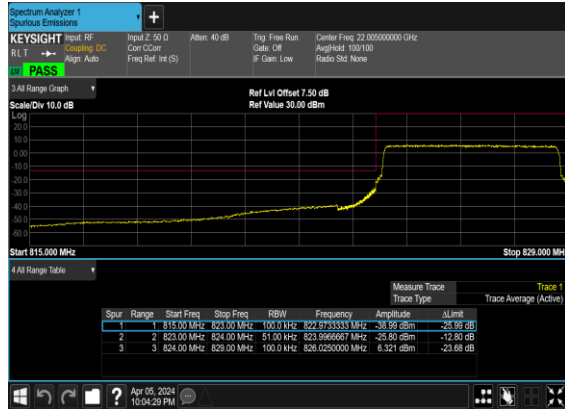 Spectrum Analyzer 1
Spurious Emissions
+
KEYSIGHT Input: RF Input Z: 50 Ω Atten: 40 dB Trig: Free Run Center Freq: 22.005000000 GHz
RLT Coupling: DC Corr CCorr Gate: Off Avg|Hold: 100/100
Align: Auto Freq Ref: Int (S) IF Gain: Low Radio Std: None
PASS
3 All Range Graph
Ref Lvl Offset 7.50 dB
Scale/Div 10.0 dB Ref Value 30.00 dBm
Log
20.0
10.0
0.00
-10.0
-20.0
-30.0
-40.0
-50.0
-60.0
Start 815.000 MHz Stop 829.000 MHz
4 All Range Table
Measure Trace Trace 1
Trace Type Trace Average (Active)
Spur Range Start Freq Stop Freq RBW Frequency Amplitude ΔLimit
1 1 815.00 MHz 823.00 MHz 100.0 kHz 822.9733333 MHz -38.99 dBm -25.99 dB
2 2 823.00 MHz 824.00 MHz 51.00 kHz 823.9966667 MHz -25.80 dBm -12.80 dB
3 3 824.00 MHz 829.00 MHz 100.0 kHz 826.0250000 MHz 6.321 dBm -23.68 dB
?
Apr 05, 2024
10:04:29 PM